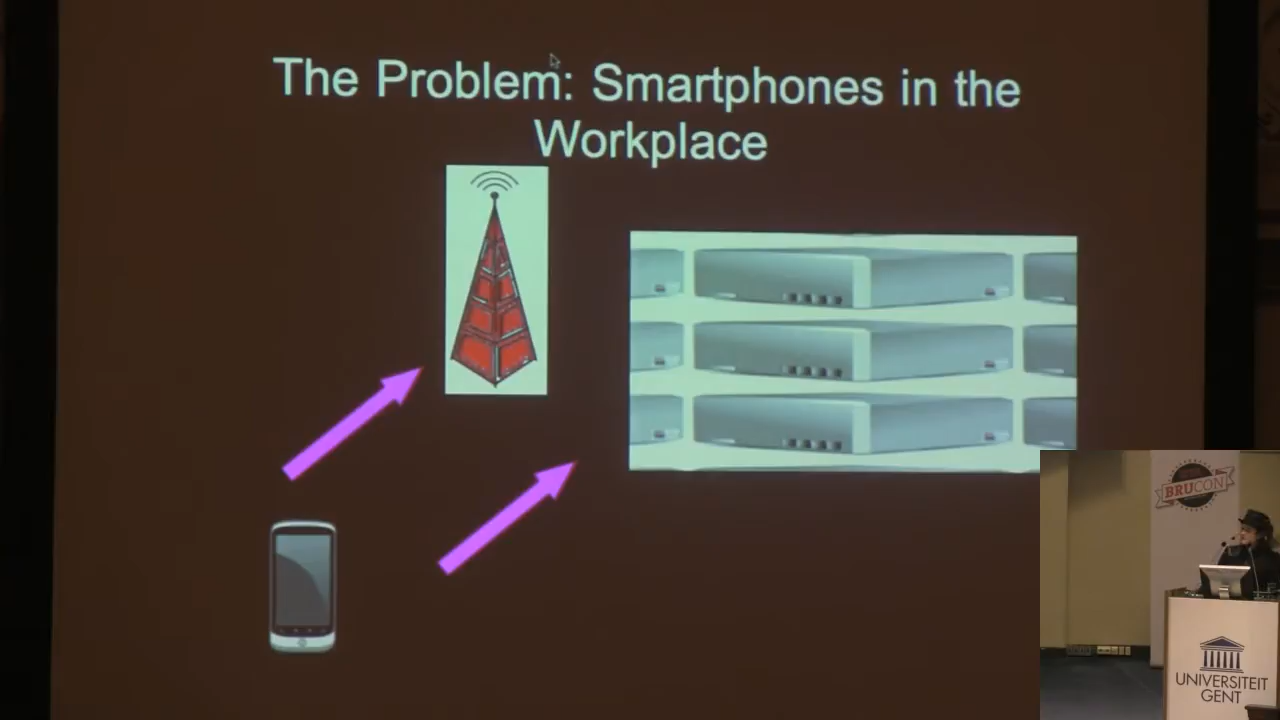 The Problem: Smartphones in the
Workplace
BRUCON
UNIVERSITEIT
GENT